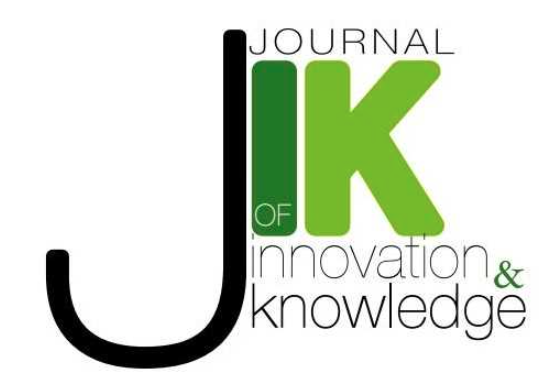 JOURNAL
JIK
OF
innovation &
knowledge